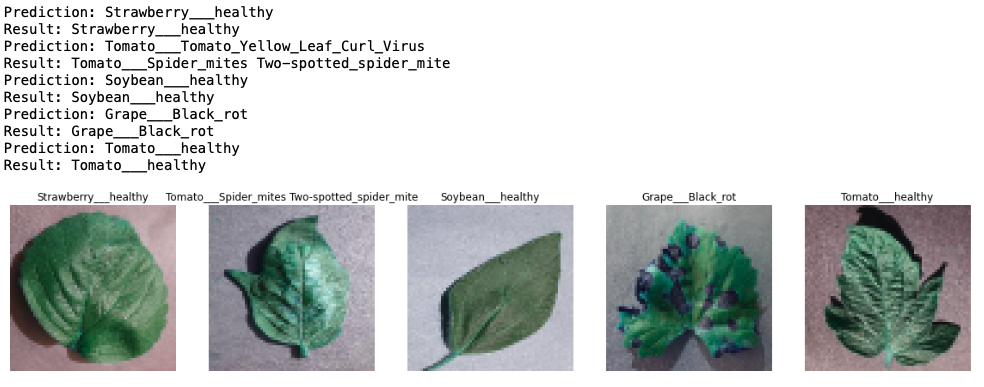 Prediction: Strawberry___healthy
Result: Strawberry___healthy
Prediction: Tomato___Tomato_Yellow_Leaf_Curl_Virus
Result: Tomato___Spider_mites Two-spotted_spider_mite
Prediction: Soybean___healthy
Result: Soybean___healthy
Prediction: Grape___Black_rot
Result: Grape___Black_rot
Prediction: Tomato___healthy
Result: Tomato___healthy
Strawberry___healthy
Tomato___Spider_mites Two-spotted_spider_mite
Soybean___healthy
Grape___Black_rot
Tomato___healthy